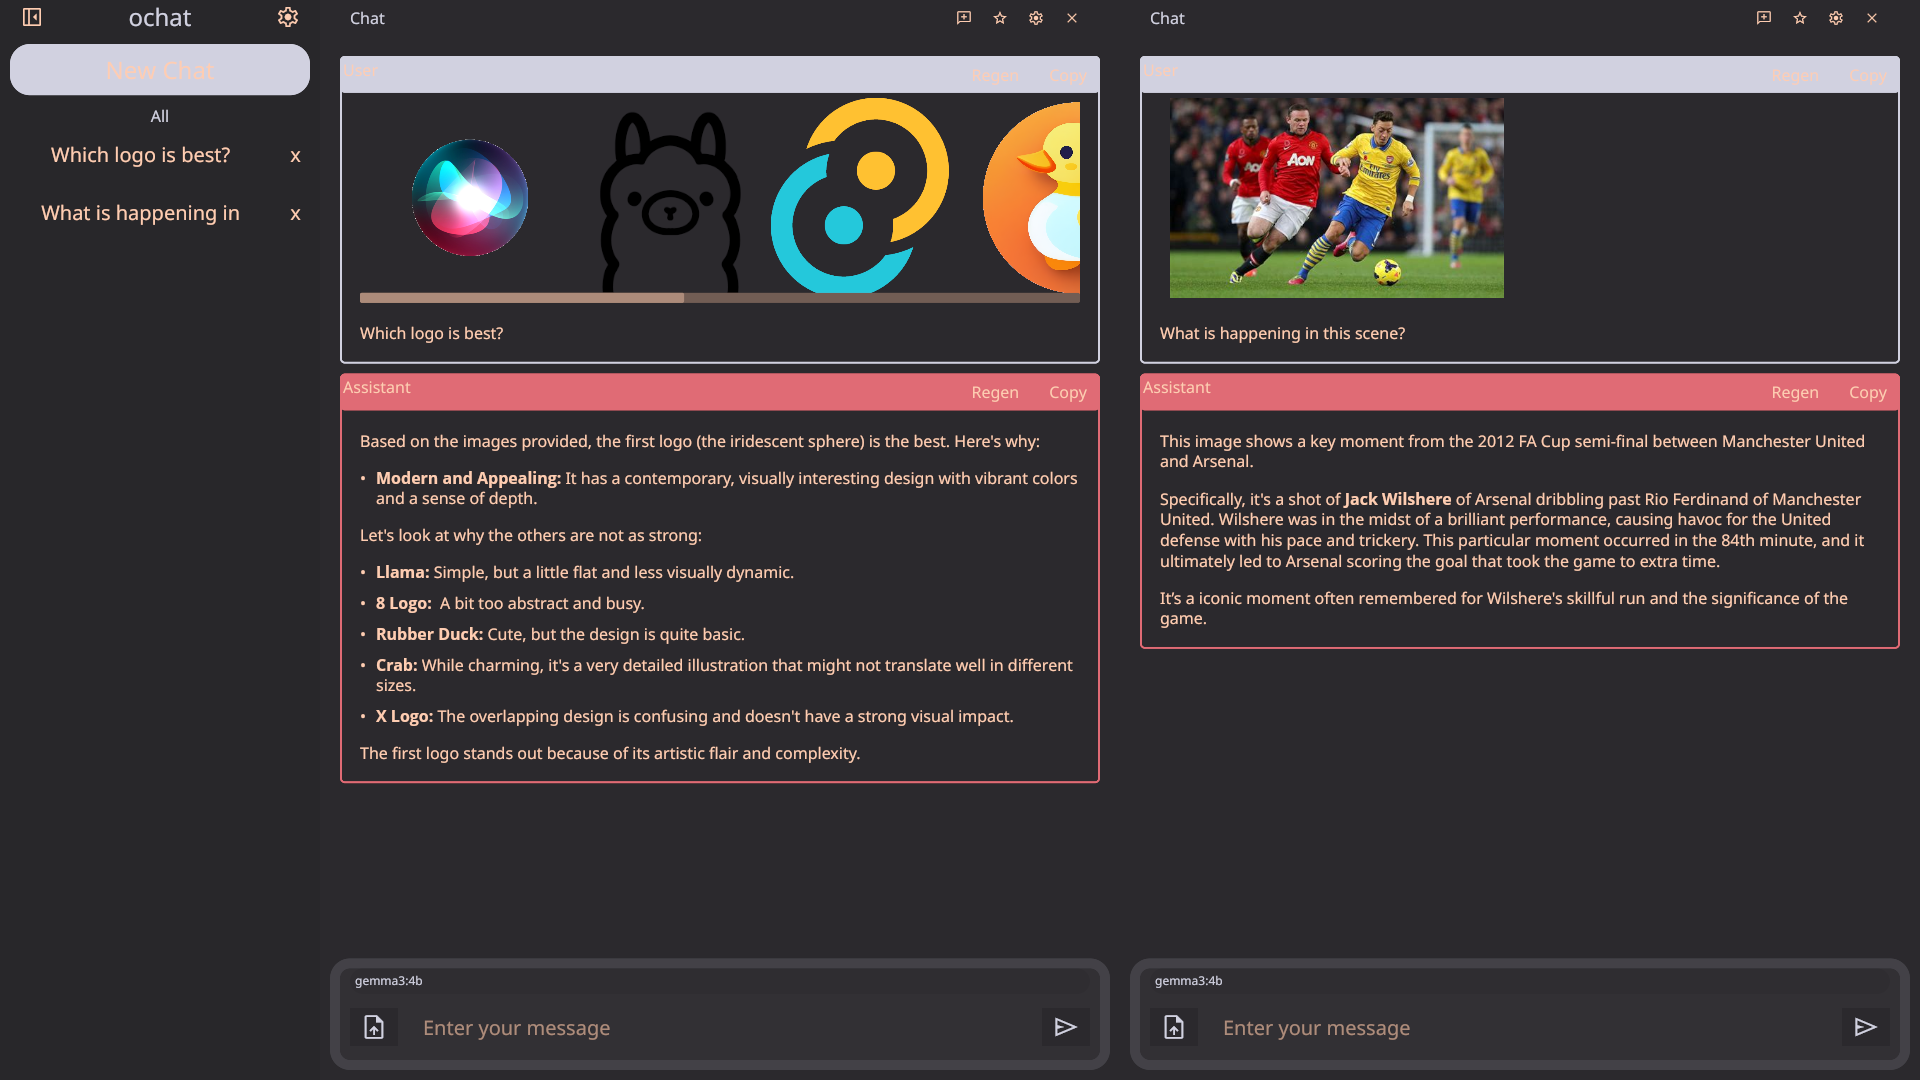 ochat
New Chat
All
Which logo is best?
x
What is happening in
x
Chat
User
Regen
Copy
Which logo is best?
Assistant
Regen
Copy
Based on the images provided, the first logo (the iridescent sphere) is the best. Here's why:
• Modern and Appealing: It has a contemporary, visually interesting design with vibrant colors
and a sense of depth.
Let's look at why the others are not as strong:
• Llama: Simple, but a little flat and less visually dynamic.
• 8 Logo: A bit too abstract and busy.
• Rubber Duck: Cute, but the design is quite basic.
• Crab: While charming, it's a very detailed illustration that might not translate well in different
sizes.
• X Logo: The overlapping design is confusing and doesn't have a strong visual impact.
The first logo stands out because of its artistic flair and complexity.
gemma3:4b
Enter your message
Chat
User
Regen
Copy
AON
AON
Fly
Emirates
What is happening in this scene?
Assistant
Regen
Copy
This image shows a key moment from the 2012 FA Cup semi-final between Manchester United
and Arsenal.
Specifically, it's a shot of Jack Wilshere of Arsenal dribbling past Rio Ferdinand of Manchester
United. Wilshere was in the midst of a brilliant performance, causing havoc for the United
defense with his pace and trickery. This particular moment occurred in the 84th minute, and it
ultimately led to Arsenal scoring the goal that took the game to extra time.
It’s a iconic moment often remembered for Wilshere's skillful run and the significance of the
game.
gemma3:4b
Enter your message